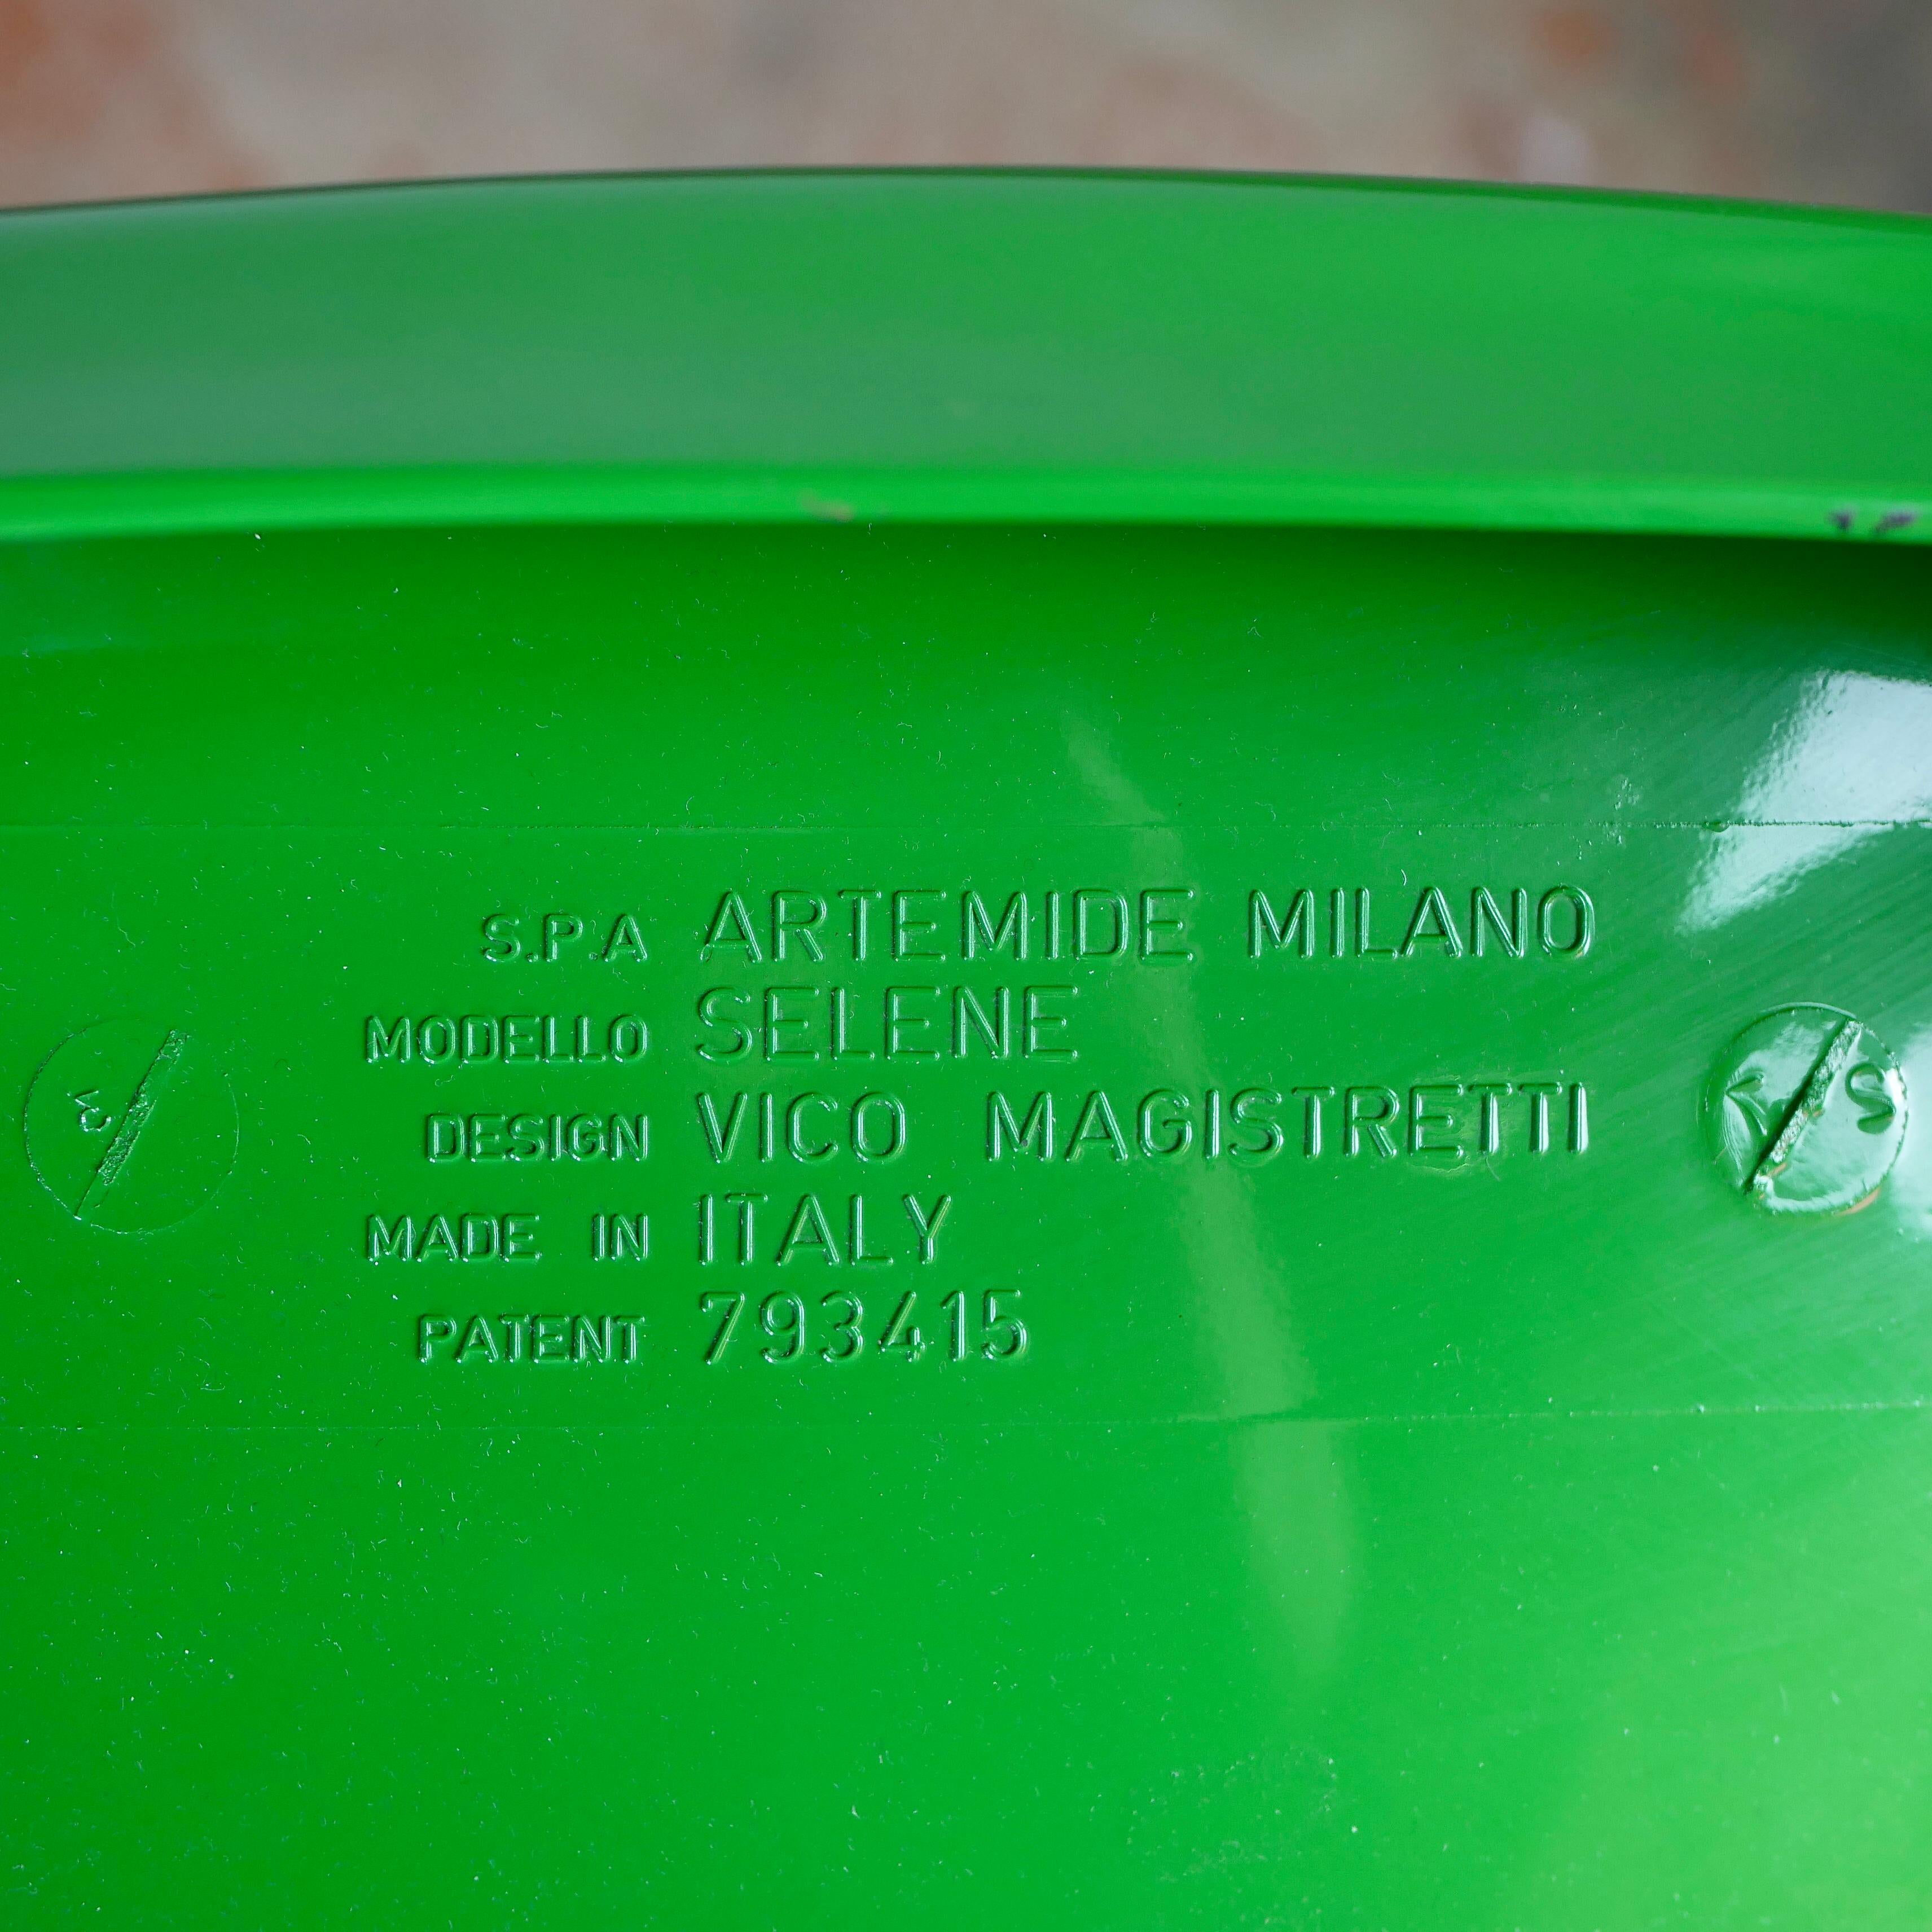 S.P.A ARTEMIDE MILANO
MODELLO SELENE
DESIGN VICO MAGISTRETTI
MADE IN ITALY
PATENT 793415